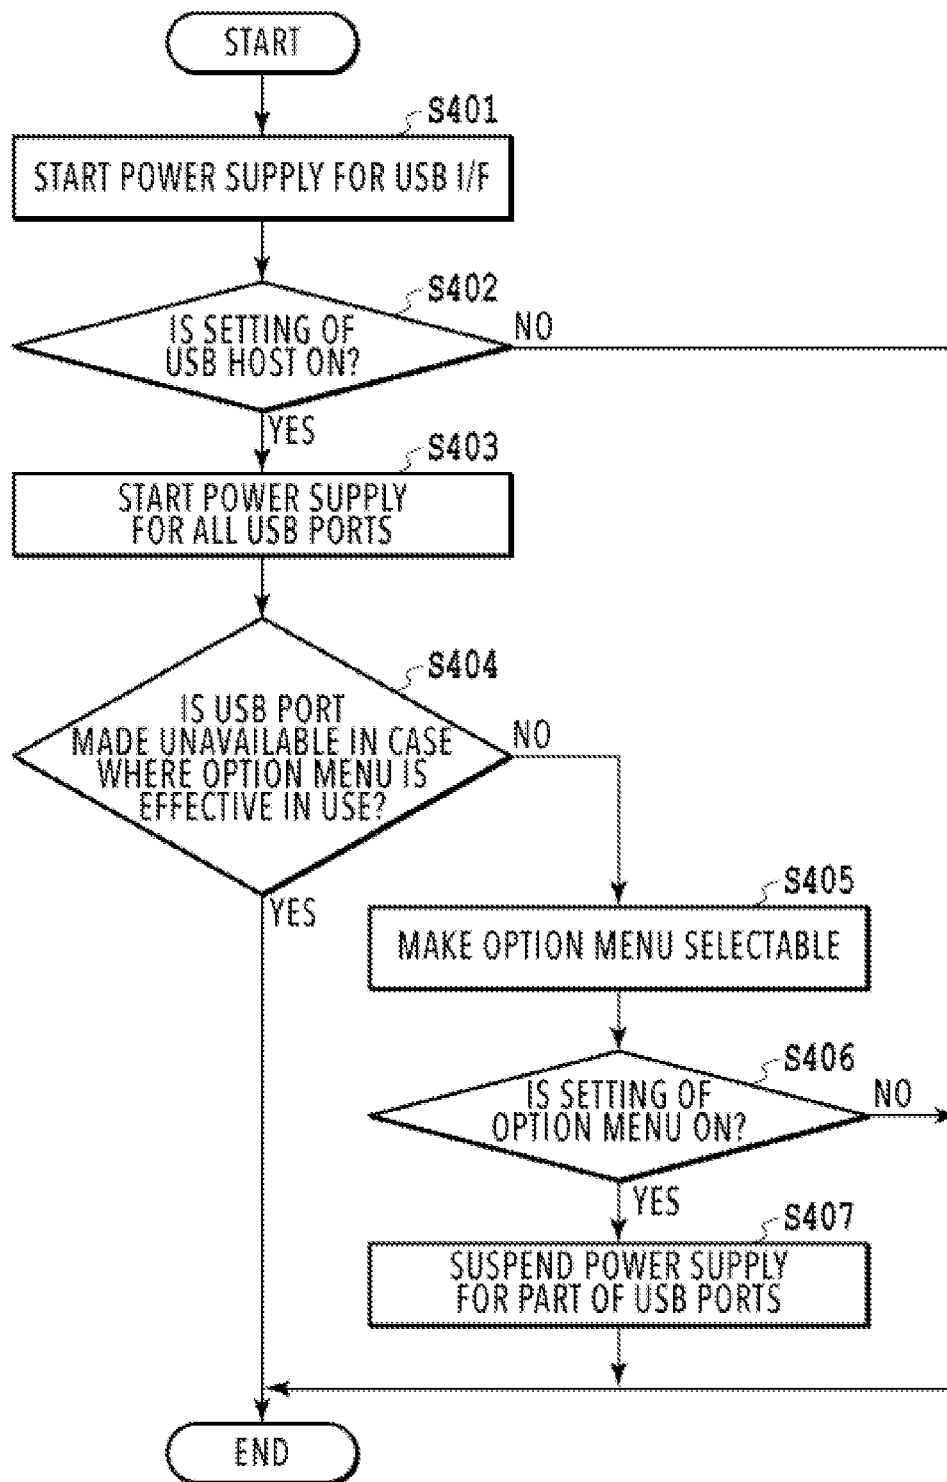 START
S401
START POWER SUPPLY FOR USB I/F
S402
IS SETTING OF
USB HOST ON?
NO
YES
S403
START POWER SUPPLY
FOR ALL USB PORTS
S404
IS USB PORT
MADE UNAVAILABLE IN CASE
WHERE OPTION MENU IS
EFFECTIVE IN USE?
NO
YES
S405
MAKE OPTION MENU SELECTABLE
S406
IS SETTING OF
OPTION MENU ON?
NO
YES
S407
SUSPEND POWER SUPPLY
FOR PART OF USB PORTS
END